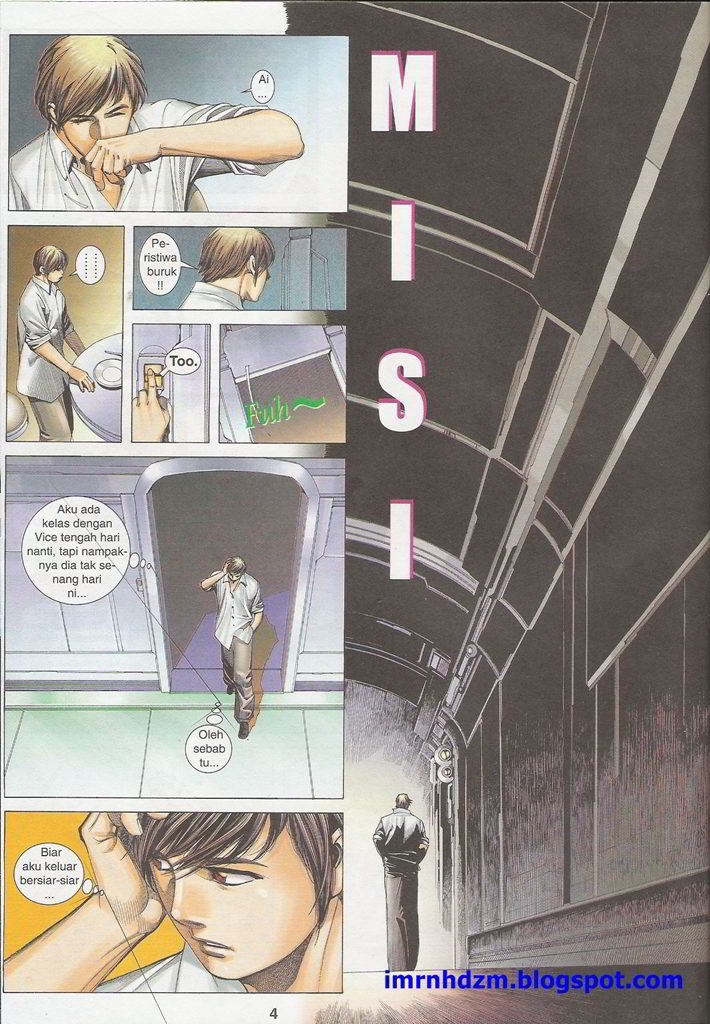 Ai
...
M
I
S
I
......
Pe-
ristiwa
buruk
!!
Too.
Fuh~
Aku ada
kelas dengan
Vice tengah hari
nanti, tapi nampak-
nya dia tak se-
nang hari
ni...
Oleh
sebab
tu...
Biar
aku keluar
bersiar-siar
...
imrnhdzm.blogspot.com
4